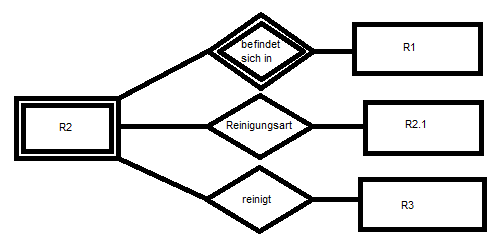 befindet
sich in
R1
R2
Reinigungsart
R2.1
reinigt
R3